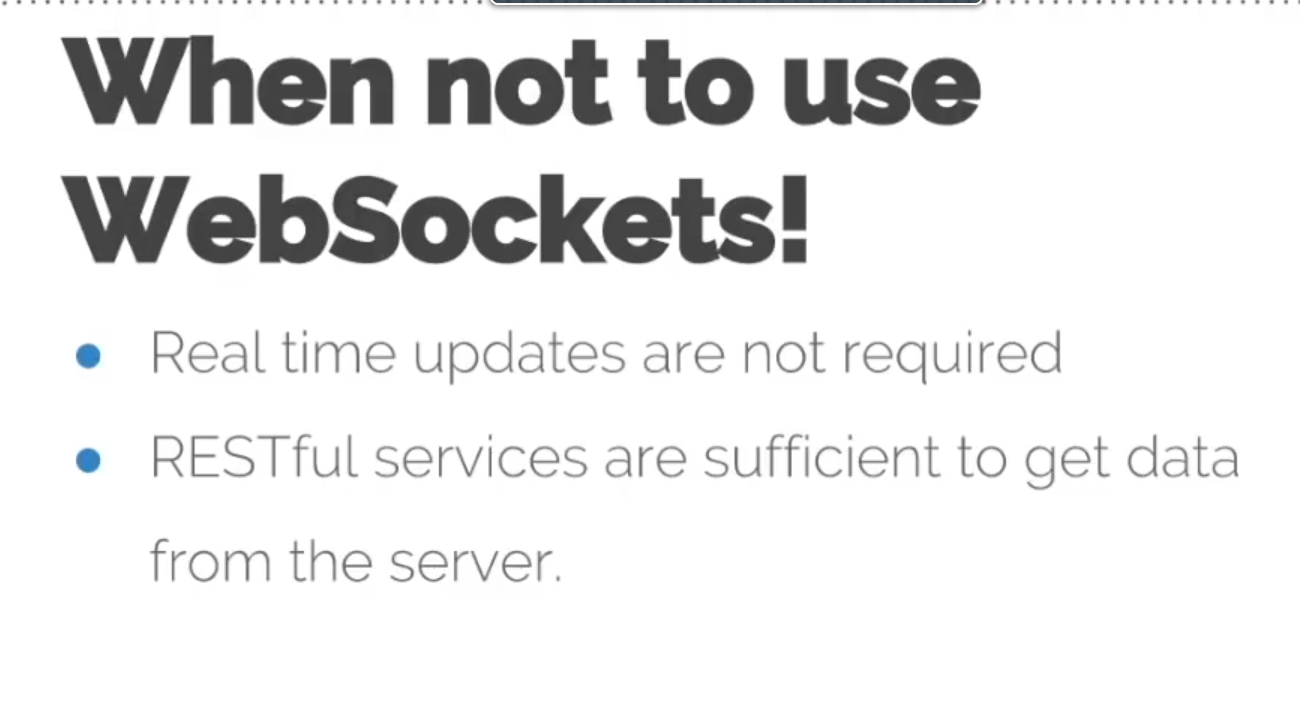 When not to use
WebSockets!
Real time updates are not required
RESTful services are sufficient to get data
from the server.